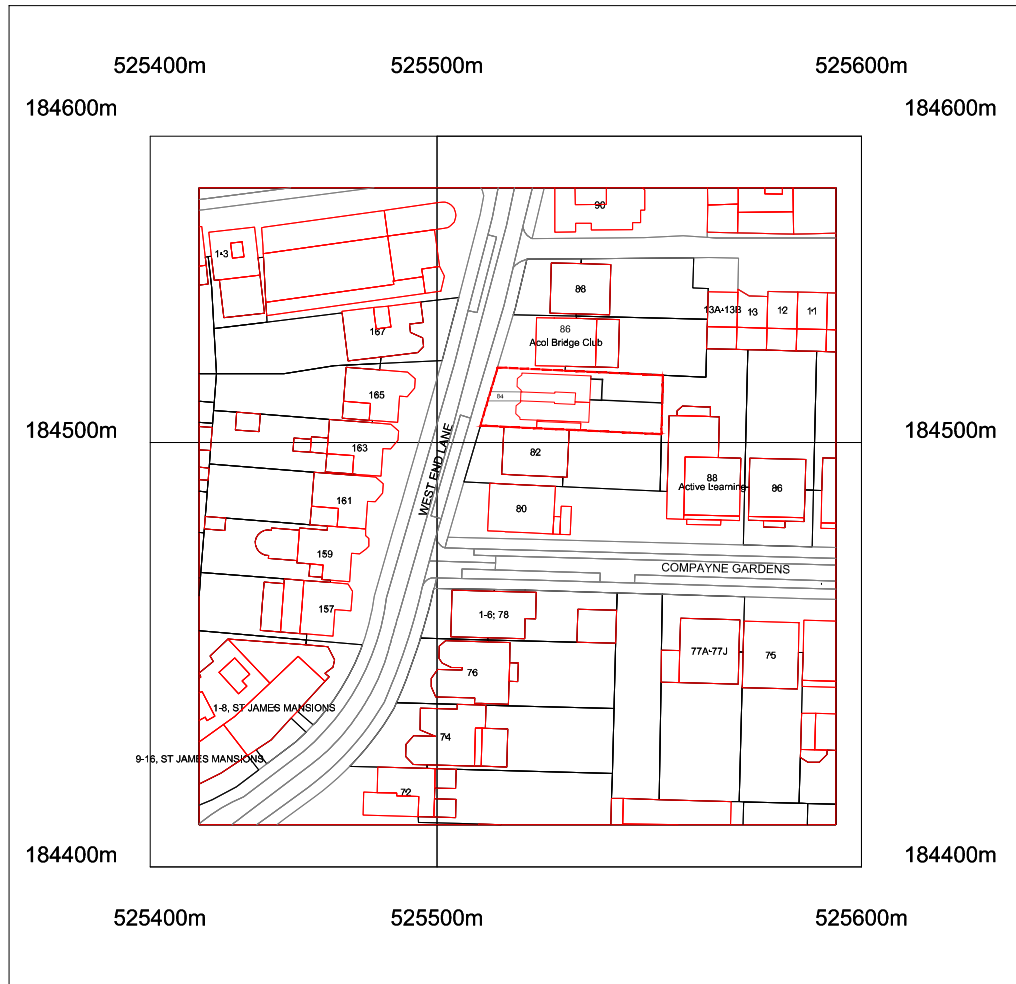 525400m 525500m 525600m
184600m 184600m
90
1-3
88
13A-13B 13 12 11
167
86
Acol Bridge Club
165
84
184500m 184500m
163
82
WEST END LANE
88
Active Learning
86
161
80
159
COMPAYNE GARDENS
157
1-6; 78
77A-77J
75
76
1-8, ST JAMES MANSIONS
74
9-16, ST JAMES MANSIONS
72
184400m 184400m
525400m 525500m 525600m